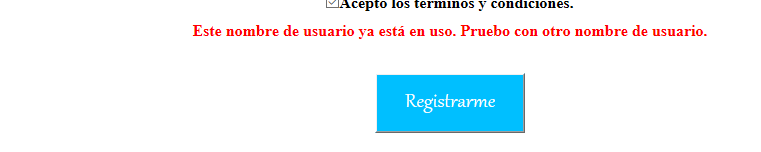 Acepto los términos y condiciones.
Este nombre de usuario ya está en uso. Pruebo con otro nombre de usuario.
Registrarme